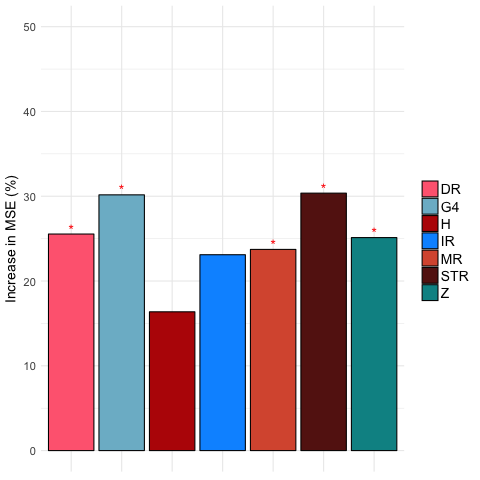 50
40
30
20
10
0
Increase in MSE (%)
*
*
*
*
*
DR
G4
H
IR
MR
STR
Z